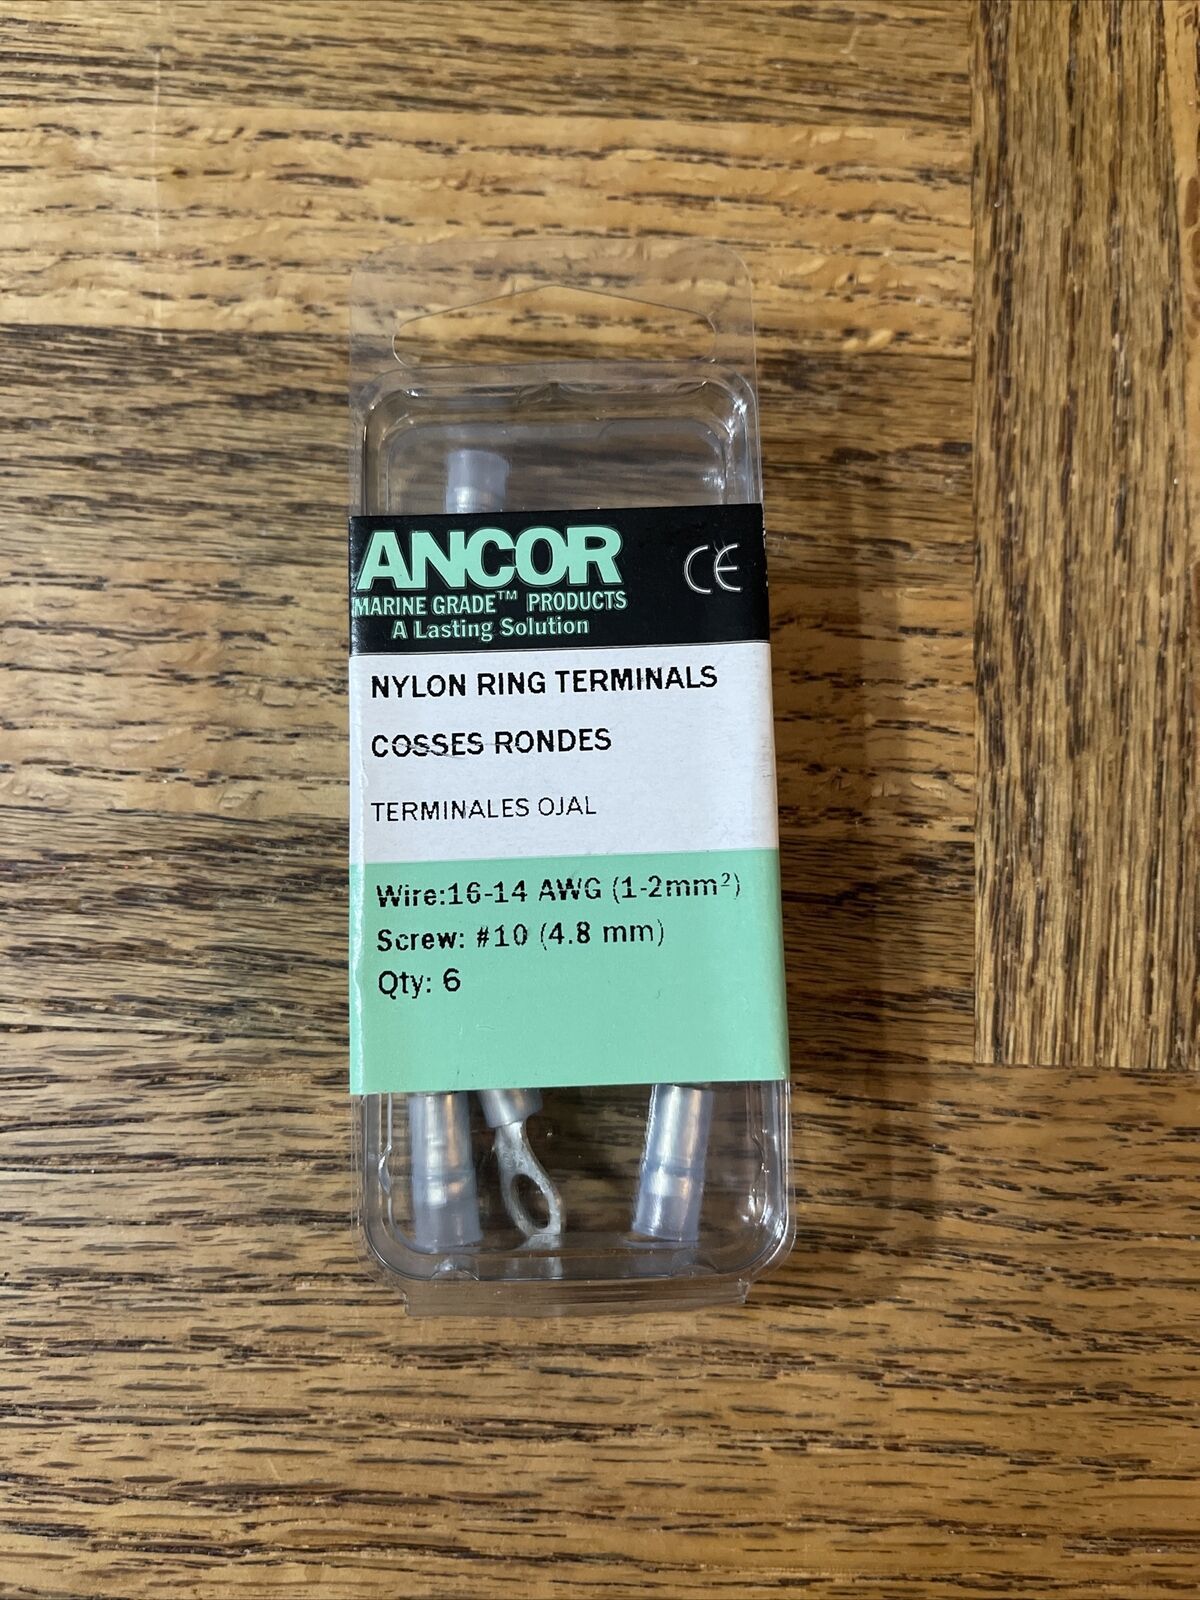 ANCOR
CE
MARINE GRADE™ PRODUCTS
A Lasting Solution
NYLON RING TERMINALS
COSSES RONDES
TERMINALES OJAL
Wire:16-14 AWG (1-2mm²)
Screw: #10 (4.8 mm)
Qty: 6